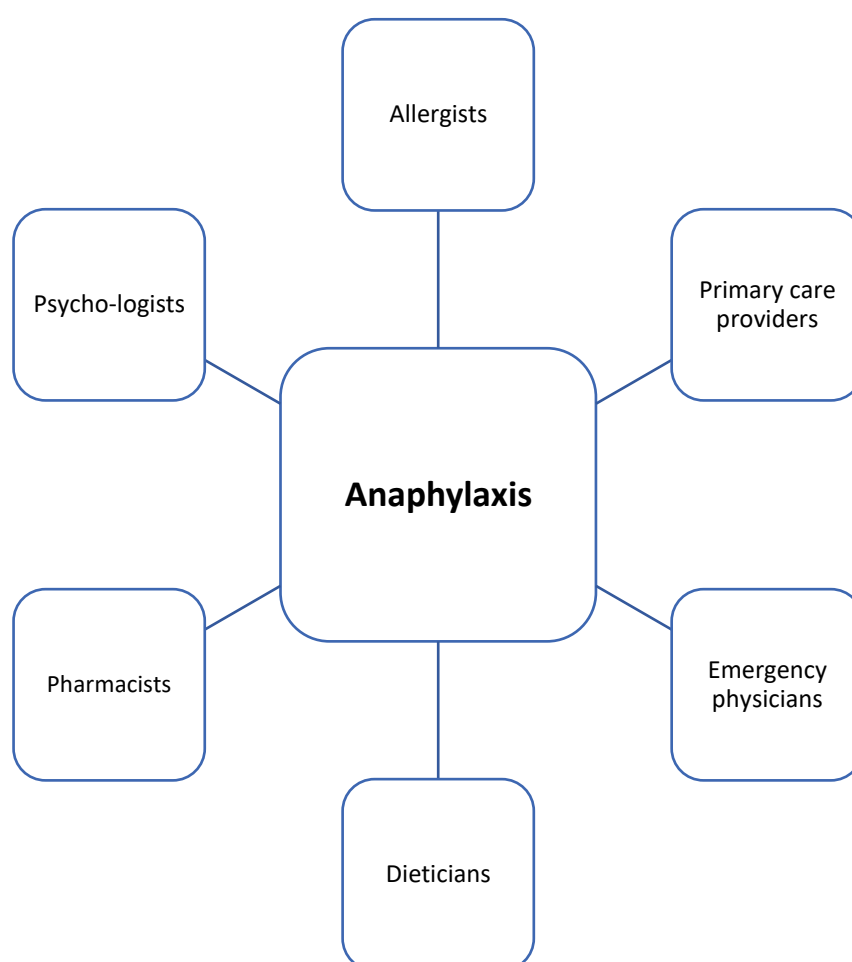 Allergists
Psycho-logists
Primary care
providers
Anaphylaxis
Pharmacists
Emergency
physicians
Dieticians